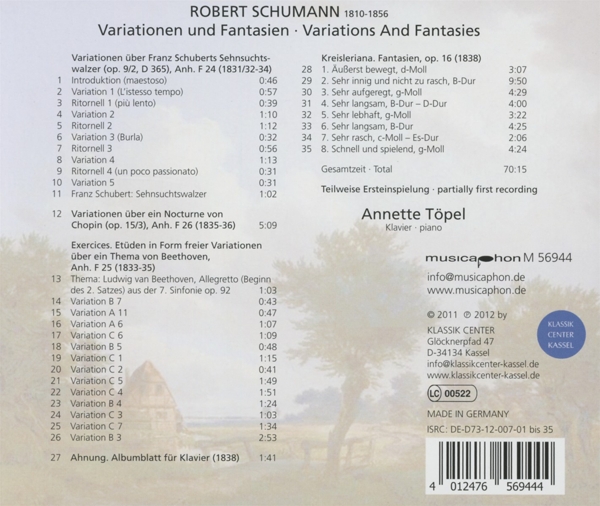 ROBERT SCHUMANN 1810-1856
Variationen und Fantasien · Variations And Fantasies
Variationen über Franz Schuberts Sehnsuchts-
walzer (op. 9/2, D 365), Anh. F 24 (1831/32-34)
1 Introduktion (maestoso) 0:46
2 Variation 1 (L'istesso tempo) 0:57
3 Ritornell 1 (più lento) 0:39
4 Variation 2 1:10
5 Ritornell 2 1:12
6 Variation 3 (Burla) 0:32
7 Ritornell 3 0:56
8 Variation 4 1:13
9 Ritornell 4 (un poco passionato) 0:31
10 Variation 5 0:31
11 Franz Schubert: Sehnsuchtswalzer 1:02
12 Variationen über ein Nocturne von
Chopin (op. 15/3), Anh. F 26 (1835-36) 5:09
Exercices. Etüden in Form freier Variationen
über ein Thema von Beethoven,
Anh. F 25 (1833-35)
13 Thema: Ludwig van Beethoven, Allegretto (Beginn
des 2. Satzes) aus der 7. Sinfonie op. 92 1:03
14 Variation B 7 0:43
15 Variation A 11 0:47
16 Variation A 6 1:07
17 Variation C 6 1:09
18 Variation B 5 0:48
19 Variation C 1 1:15
20 Variation C 2 0:41
21 Variation C 5 1:49
22 Variation C 4 1:51
23 Variation B 4 1:24
24 Variation C 3 1:03
25 Variation C 7 1:34
26 Variation B 3 2:53
27 Ahnung. Albumblatt für Klavier (1838) 1:41
Kreisleriana. Fantasien, op. 16 (1838)
28 1. Äußerst bewegt, d-Moll 3:07
29 2. Sehr innig und nicht zu rasch, B-Dur 9:50
30 3. Sehr aufgeregt, g-Moll 4:29
31 4. Sehr langsam, B-Dur – D-Dur 4:00
32 5. Sehr lebhaft, g-Moll 3:22
33 6. Sehr langsam, B-Dur 4:25
34 7. Sehr rasch, c-Moll – Es-Dur 2:06
35 8. Schnell und spielend, g-Moll 4:24
Gesamtzeit · Total 70:15
Teilweise Ersteinspielung · partially first recording
Annette Töpel
Klavier · piano
musicaphon M 56944
info@musicaphon.de
www.musicaphon.de
© 2011 ℗ 2012 by
KLASSIK CENTER
Glöcknerpfad 47
D-34134 Kassel
info@klassikcenter-kassel.de
www.klassikcenter-kassel.de
KLASSIK
CENTER
KASSEL
LC 00522
MADE IN GERMANY
ISRC: DE-D73-12-007-01 bis 35
4 012476 569444